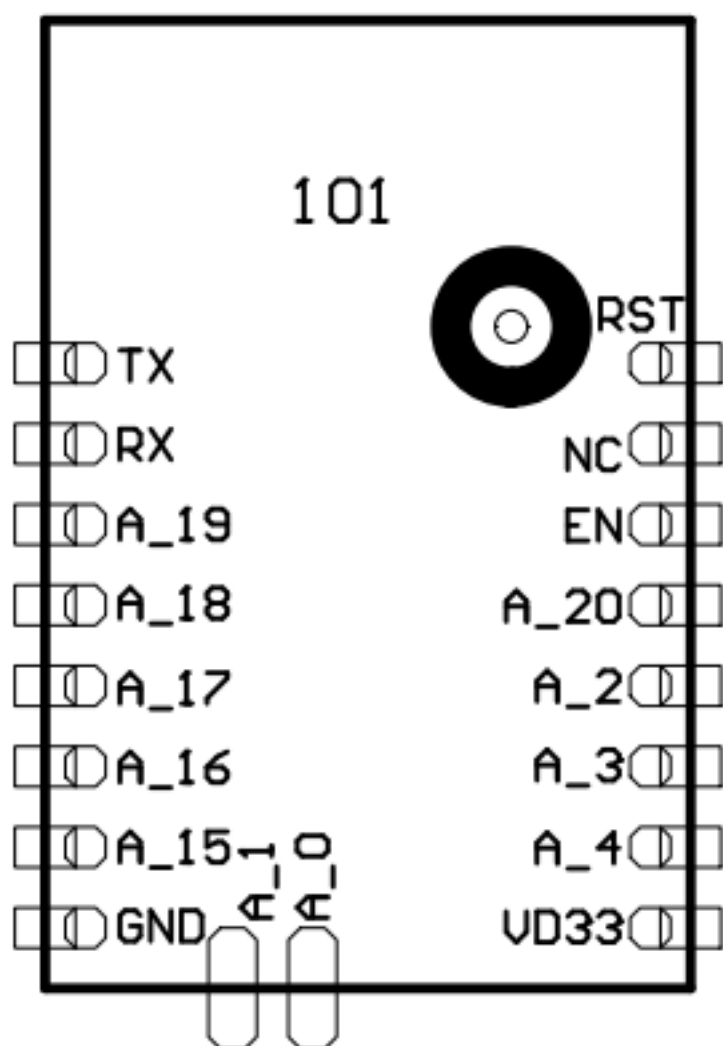 101
RST
TX
RX
NC
A_19
EN
A_18
A_20
A_17
A_2
A_16
A_3
A_15
A_1
A_0
A_4
GND
VD33